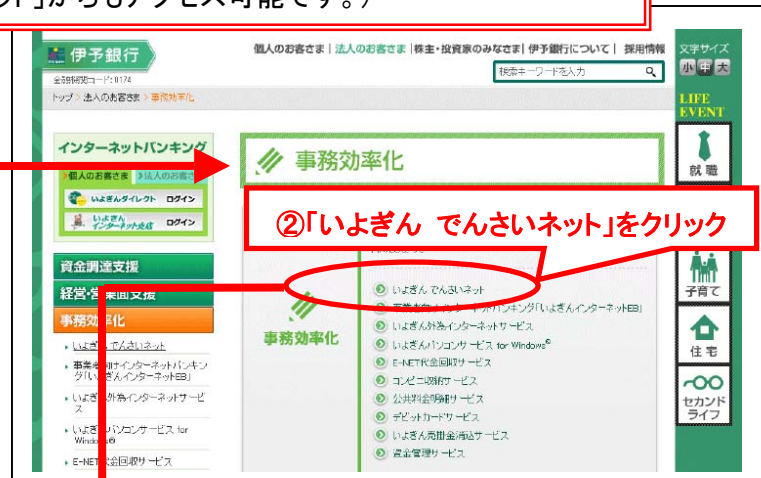 からもアクセス可能です。）
伊予銀行
個人のお客さま｜法人のお客さま｜株主・投資家のみなさま｜伊予銀行について｜採用情報
文字サイズ
小 中 大
金融機関コード：0174
検索キーワードを入力
トップ > 法人のお客さま > 事務効率化
LIFE
EVENT
インターネットバンキング
個人のお客さま
法人のお客さま
いよぎんダイレクト ログイン
いよぎん
インターネット支店 ログイン
事務効率化
就職
②「いよぎん でんさいネット」をクリック
資金調達支援
事務効率化
いよぎん でんさいネット
事業者向けインターネットバンキング「いよぎんインターネットEB」
いよぎん外為インターネットサービス
いよぎんパソコンサービス for Windows®
E-NET代金回収サービス
事務効率化
いよぎん でんさいネット
事業者向けインターネットバンキング「いよぎんインターネットEB」
いよぎん外為インターネットサービス
いよぎんパソコンサービス for Windows®
E-NET代金回収サービス
コンビニ収納サービス
公共料金明細サービス
デビットカードサービス
いよぎん売掛金消込サービス
資金管理サービス
子育て
住宅
セカンド
ライフ